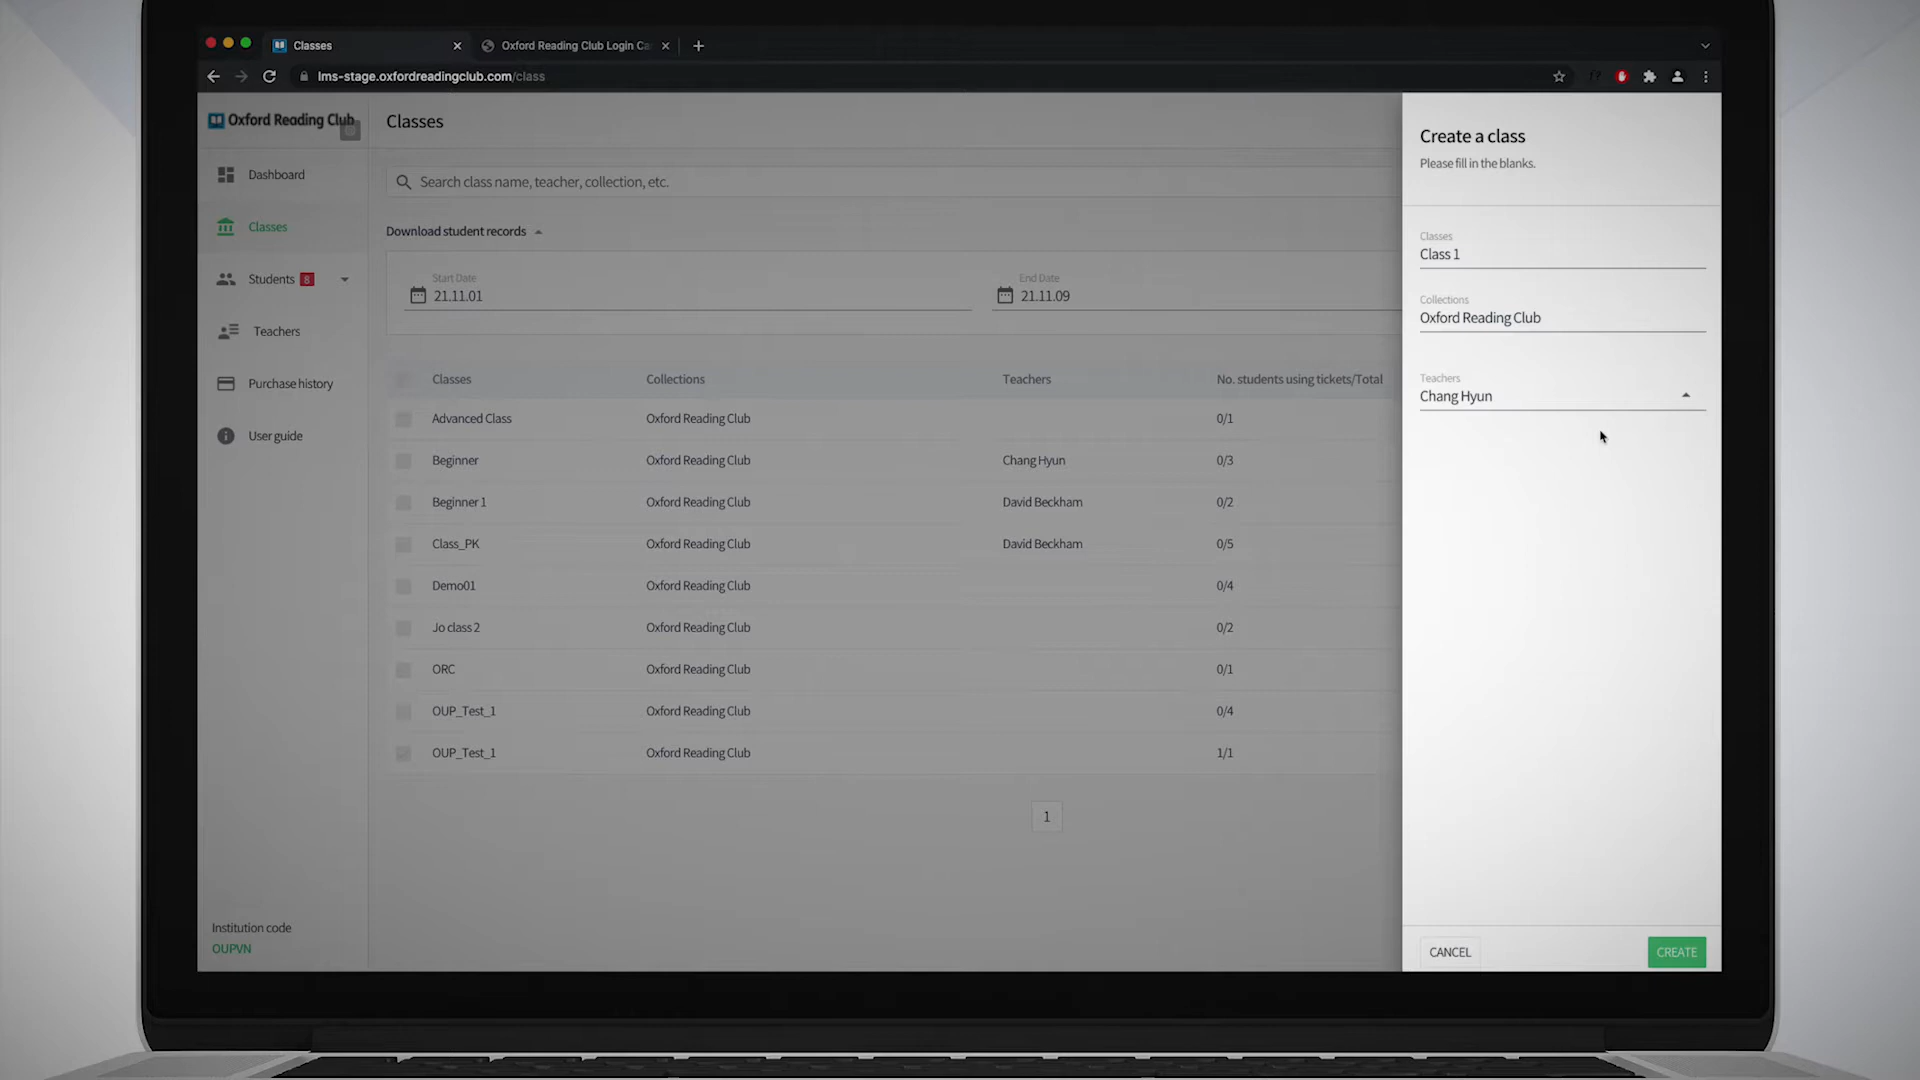 Classes
Oxford Reading Club Login Ca
lms-stage.oxfordreadingclub.com/class
Oxford Reading Club
Dashboard
Classes
Students 8
Teachers
Purchase history
User guide
Institution code
OUPVN
Classes
Search class name, teacher, collection, etc.
Download student records
Start Date
21.11.01
End Date
21.11.09
Classes Collections Teachers No. students using tickets/Total
Advanced Class Oxford Reading Club 0/1
Beginner Oxford Reading Club Chang Hyun 0/3
Beginner 1 Oxford Reading Club David Beckham 0/2
Class_PK Oxford Reading Club David Beckham 0/5
Demo01 Oxford Reading Club 0/4
Jo class 2 Oxford Reading Club 0/2
ORC Oxford Reading Club 0/1
OUP_Test_1 Oxford Reading Club 0/4
OUP_Test_1 Oxford Reading Club 1/1
1
Create a class
Please fill in the blanks.
Classes
Class 1
Collections
Oxford Reading Club
Teachers
Chang Hyun
CANCEL
CREATE